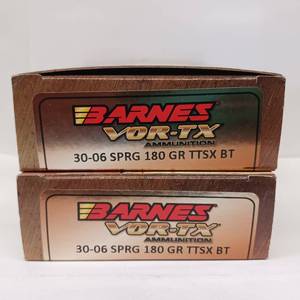 BARNES
VOR-TX
AMMUNITION
30-06 SPRG 180 GR TTSX BT
BARNES
VOR-TX
AMMUNITION
30-06 SPRG 180 GR TTSX BT